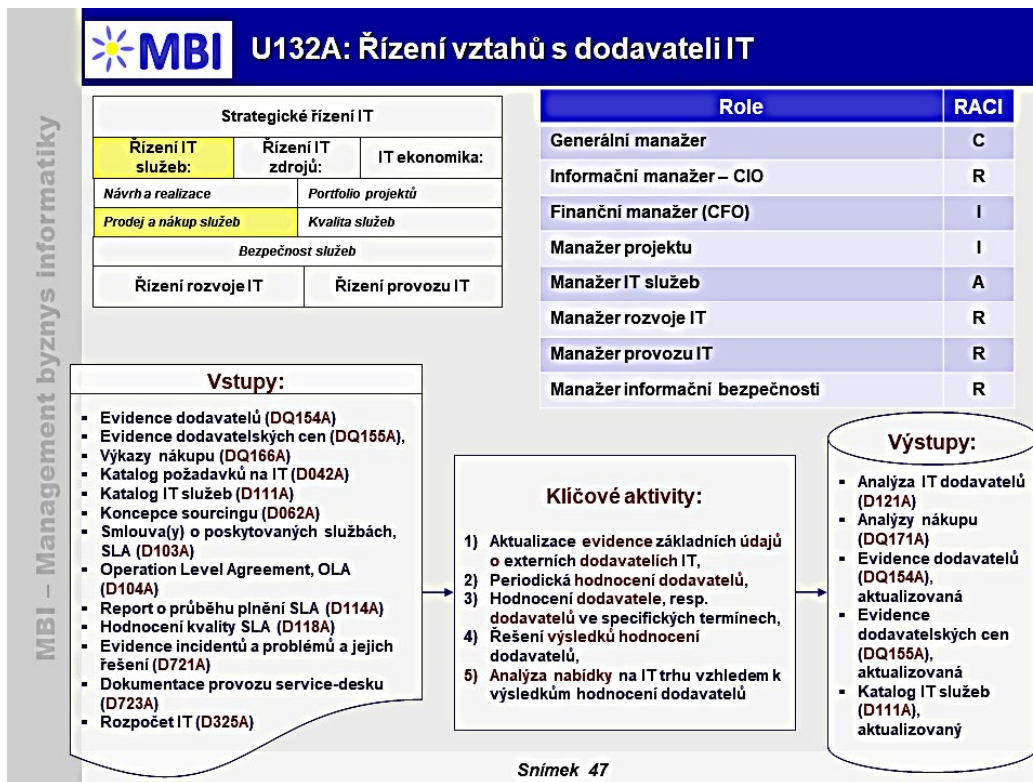 MBI
U132A: Řízení vztahů s dodavateli IT
MBI – Management byznys informatiky
Strategické řízení IT
Řízení IT
služeb:
Řízení IT
zdrojů:
IT ekonomika:
Návrh a realizace
Portfolio projektů
Prodej a nákup služeb
Kvalita služeb
Bezpečnost služeb
Řízení rozvoje IT
Řízení provozu IT
Role RACI
Generální manažer C
Informační manažer – CIO R
Finanční manažer (CFO) I
Manažer projektu I
Manažer IT služeb A
Manažer rozvoje IT R
Manažer provozu IT R
Manažer informační bezpečnosti R
Vstupy:
▪ Evidence dodavatelů (DQ154A)
▪ Evidence dodavatelských cen (DQ155A),
▪ Výkazy nákupu (DQ166A)
▪ Katalog požadavků na IT (D042A)
▪ Katalog IT služeb (D111A)
▪ Koncepce sourcingu (D062A)
▪ Smlouva(y) o poskytovaných službách,
SLA (D103A)
▪ Operation Level Agreement, OLA
(D104A)
▪ Report o průběhu plnění SLA (D114A)
▪ Hodnocení kvality SLA (D118A)
▪ Evidence incidentů a problémů a jejich
řešení (D721A)
▪ Dokumentace provozu service-desku
(D723A)
▪ Rozpočet IT (D325A)
Klíčové aktivity:
1) Aktualizace evidence základních údajů
o externích dodavatelích IT,
2) Periodická hodnocení dodavatelů,
3) Hodnocení dodavatele, resp.
dodavatelů ve specifických termínech,
4) Řešení výsledků hodnocení
dodavatelů,
5) Analýza nabídky na IT trhu vzhledem k
výsledkům hodnocení dodavatelů
Výstupy:
▪ Analýza IT dodavatelů
(D121A)
▪ Analýzy nákupu
(DQ171A)
▪ Evidence dodavatelů
(DQ154A),
aktualizovaná
▪ Evidence
dodavatelských cen
(DQ155A),
aktualizovaná
▪ Katalog IT služeb
(D111A),
aktualizovaný
Snímek 47